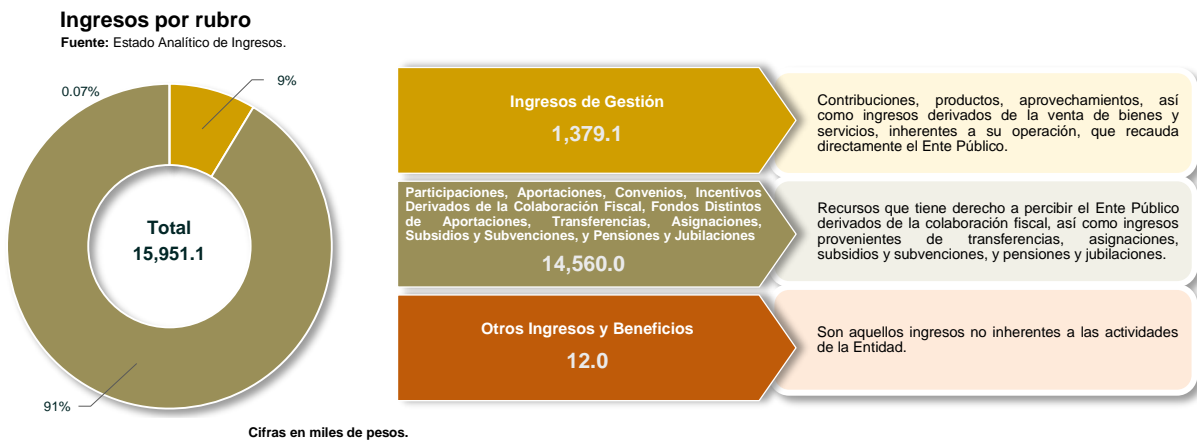 Ingresos por rubro
Fuente: Estado Analítico de Ingresos.
0.07%
9%
Total
15,951.1
91%
Ingresos de Gestión
1,379.1
Contribuciones, productos, aprovechamientos, así
como ingresos derivados de la venta de bienes y
servicios, inherentes a su operación, que recauda
directamente el Ente Público.
Participaciones, Aportaciones, Convenios, Incentivos
Derivados de la Colaboración Fiscal, Fondos Distintos
de Aportaciones, Transferencias, Asignaciones,
Subsidios y Subvenciones, y Pensiones y Jubilaciones
14,560.0
Recursos que tiene derecho a percibir el Ente Público
derivados de la colaboración fiscal, así como ingresos
provenientes de transferencias, asignaciones,
subsidios y subvenciones, y pensiones y jubilaciones.
Otros Ingresos y Beneficios
12.0
Son aquellos ingresos no inherentes a las actividades
de la Entidad.
Cifras en miles de pesos.